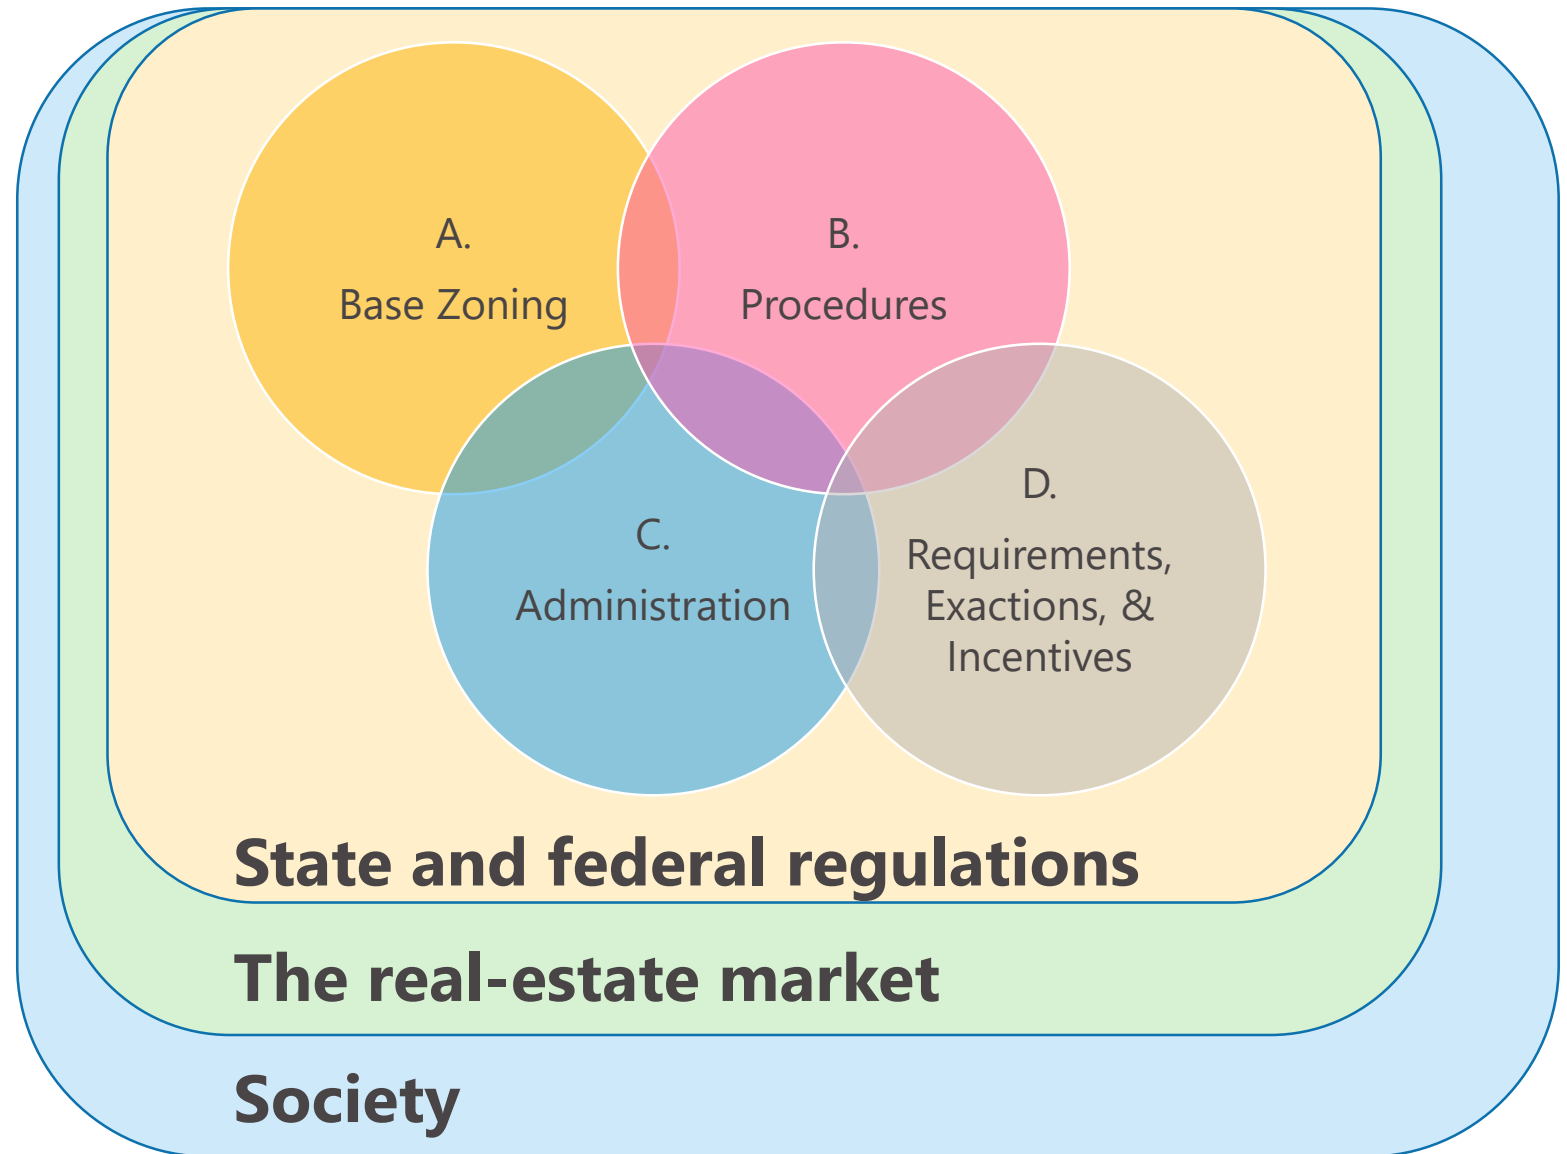 A.
Base Zoning
B.
Procedures
C.
Administration
D.
Requirements,
Exactions, &
Incentives
State and federal regulations
The real-estate market
Society